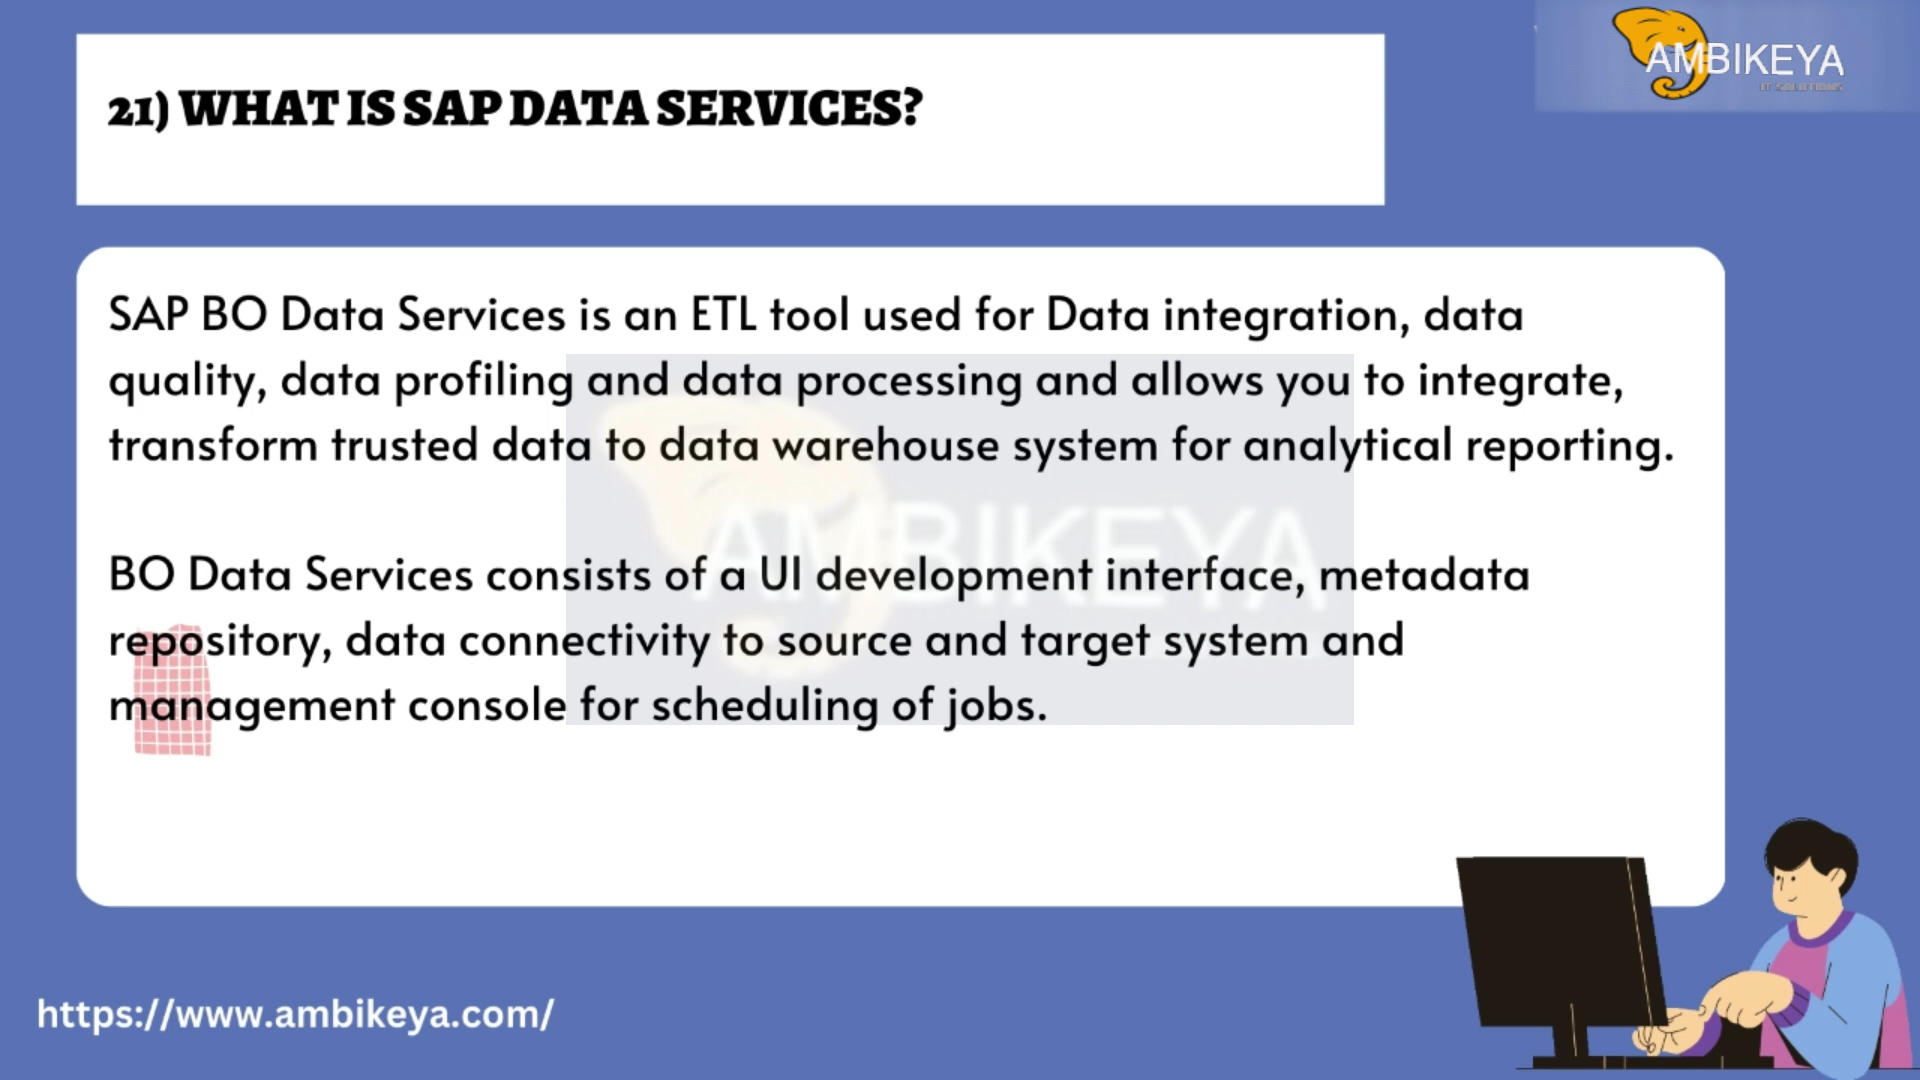 AMBIKEYA
IT SOLUTIONS
21) WHAT IS SAP DATA SERVICES?
SAP BO Data Services is an ETL tool used for Data integration, data
quality, data profiling and data processing and allows you to integrate,
transform trusted data to data warehouse system for analytical reporting.
AMBIKEYA
BO Data Services consists of a UI development interface, metadata
repository, data connectivity to source and target system and
management console for scheduling of jobs.
https://www.ambikeya.com/